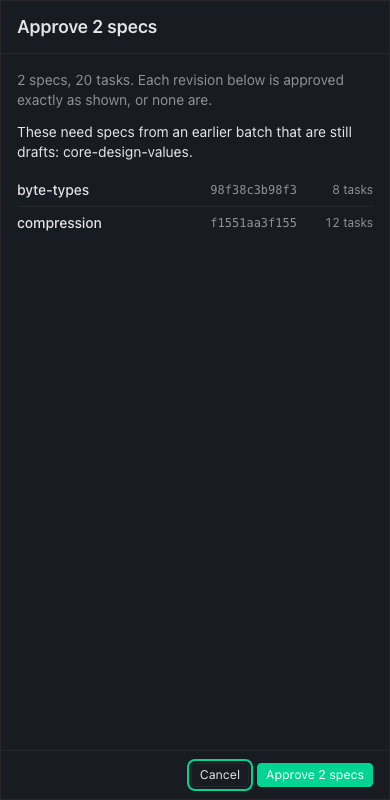 Approve 2 specs
2 specs, 20 tasks. Each revision below is approved
exactly as shown, or none are.
These need specs from an earlier batch that are still
drafts: core-design-values.
byte-types 98f38c3b98f3 8 tasks
compression f1551aa3f155 12 tasks
Cancel Approve 2 specs